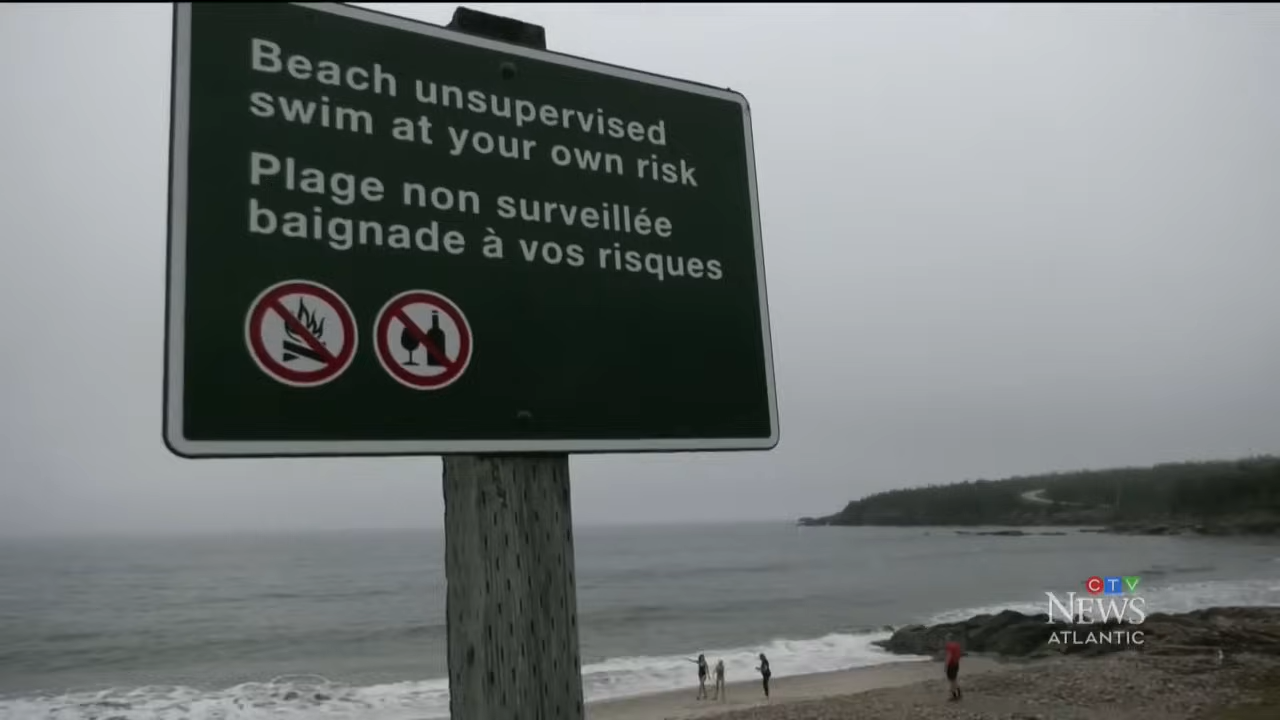 Beach unsupervised
swim at your own risk
Plage non surveillée
baignade à vos risques
CTV
NEWS
ATLANTIC